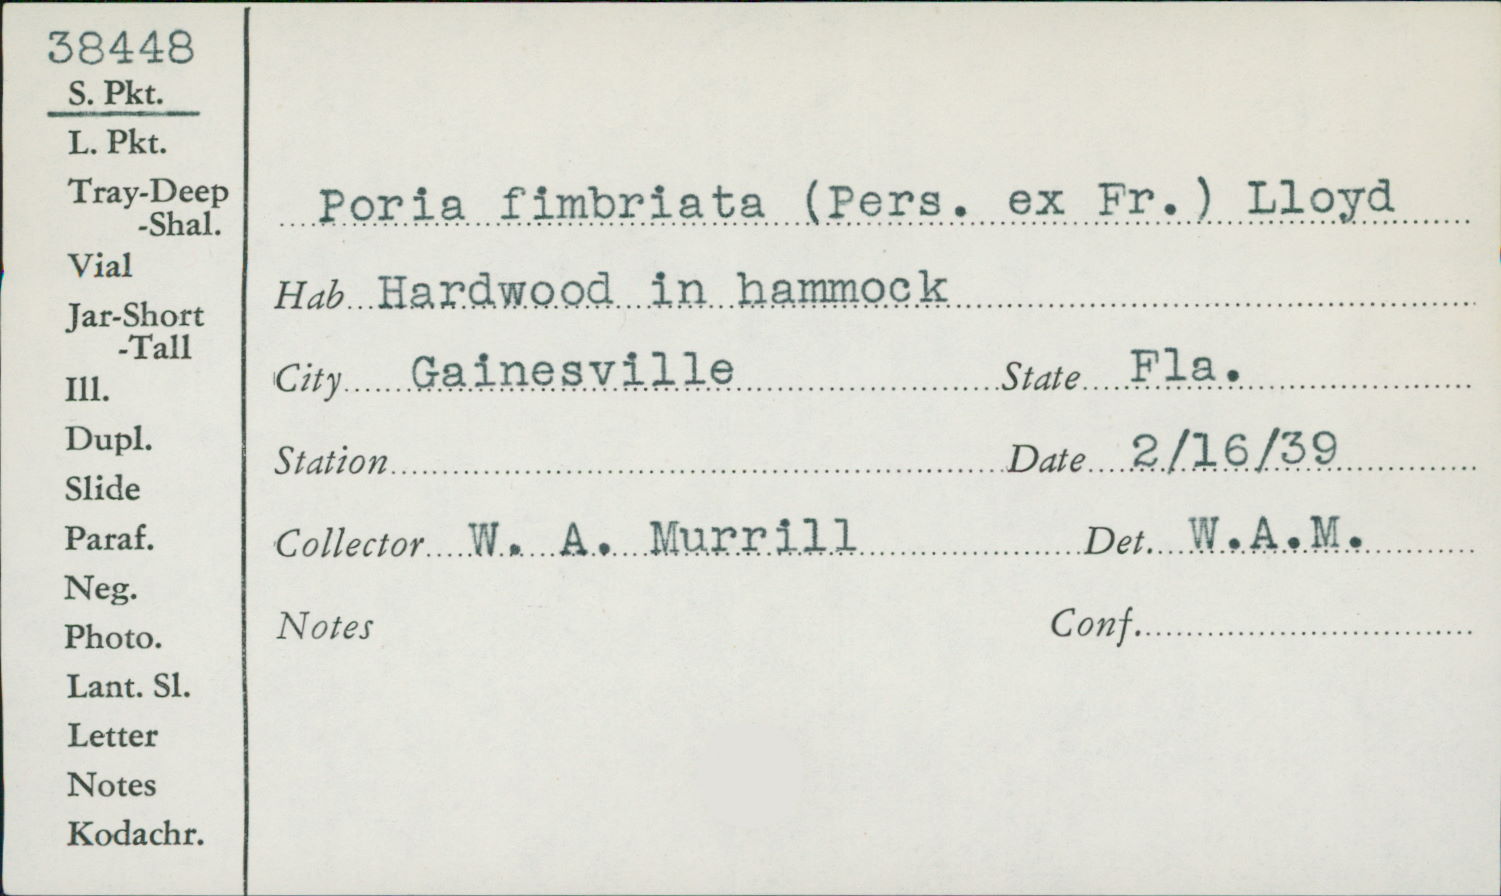 38448
S. Pkt.
L. Pkt.
Tray-Deep
-Shal.
Vial
Jar-Short
-Tall
Ill.
Dupl.
Slide
Paraf.
Neg.
Photo.
Lant. Sl.
Letter
Notes
Kodachr.
Poria fimbriata (Pers. ex Fr.) Lloyd
Hab Hardwood in hammock
City Gainesville State Fla.
Station Date 2/16/39
Collector W. A. Murrill Det. W.A.M.
Notes Conf.